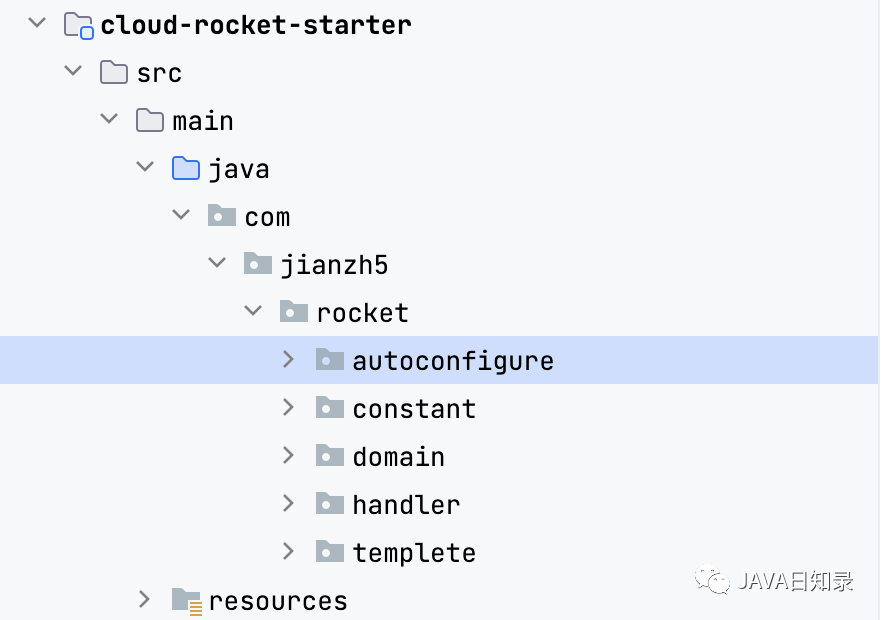 cloud-rocket-starter
src
main
java
com
jianzh5
rocket
autoconfigure
constant
domain
handler
templete
resources
JAVA日知录